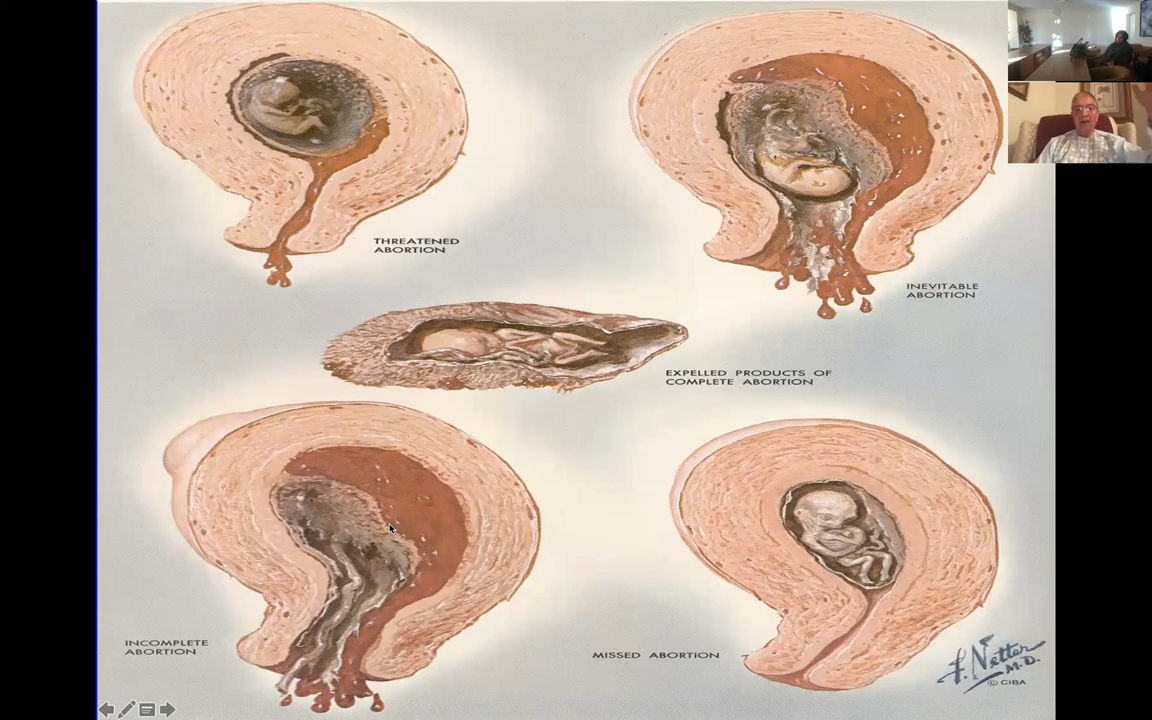 THREATENED
ABORTION
INEVITABLE
ABORTION
EXPELLED PRODUCTS OF
COMPLETE ABORTION
INCOMPLETE
ABORTION
MISSED ABORTION
F. Netter
M.D.
© CIBA